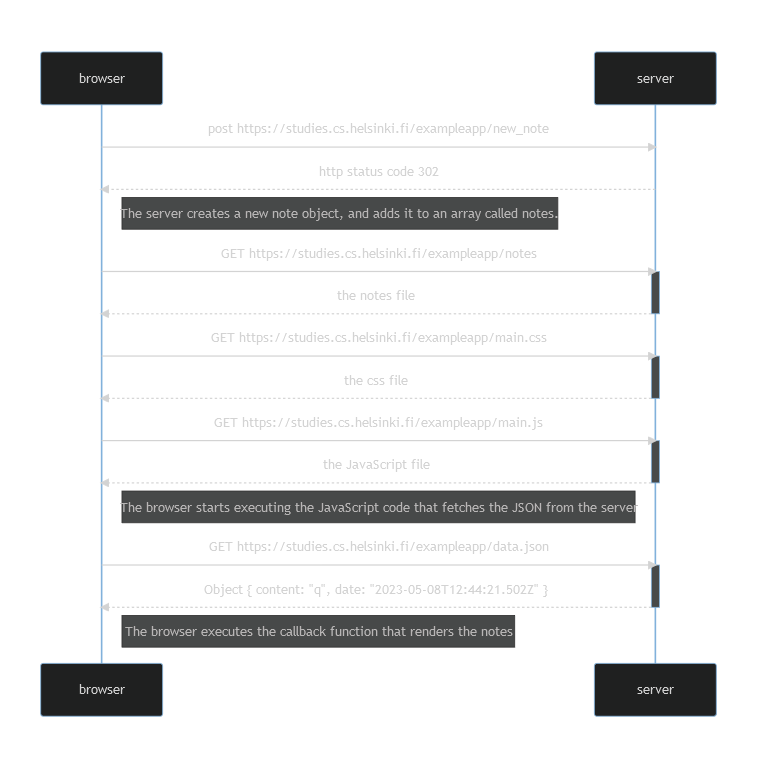 browser
server
post https://studies.cs.helsinki.fi/exampleapp/new_note
http status code 302
The server creates a new note object, and adds it to an array called notes.
GET https://studies.cs.helsinki.fi/exampleapp/notes
the notes file
GET https://studies.cs.helsinki.fi/exampleapp/main.css
the css file
GET https://studies.cs.helsinki.fi/exampleapp/main.js
the JavaScript file
The browser starts executing the JavaScript code that fetches the JSON from the server
GET https://studies.cs.helsinki.fi/exampleapp/data.json
Object { content: "q", date: "2023-05-08T12:44:21.502Z" }
The browser executes the callback function that renders the notes
browser
server